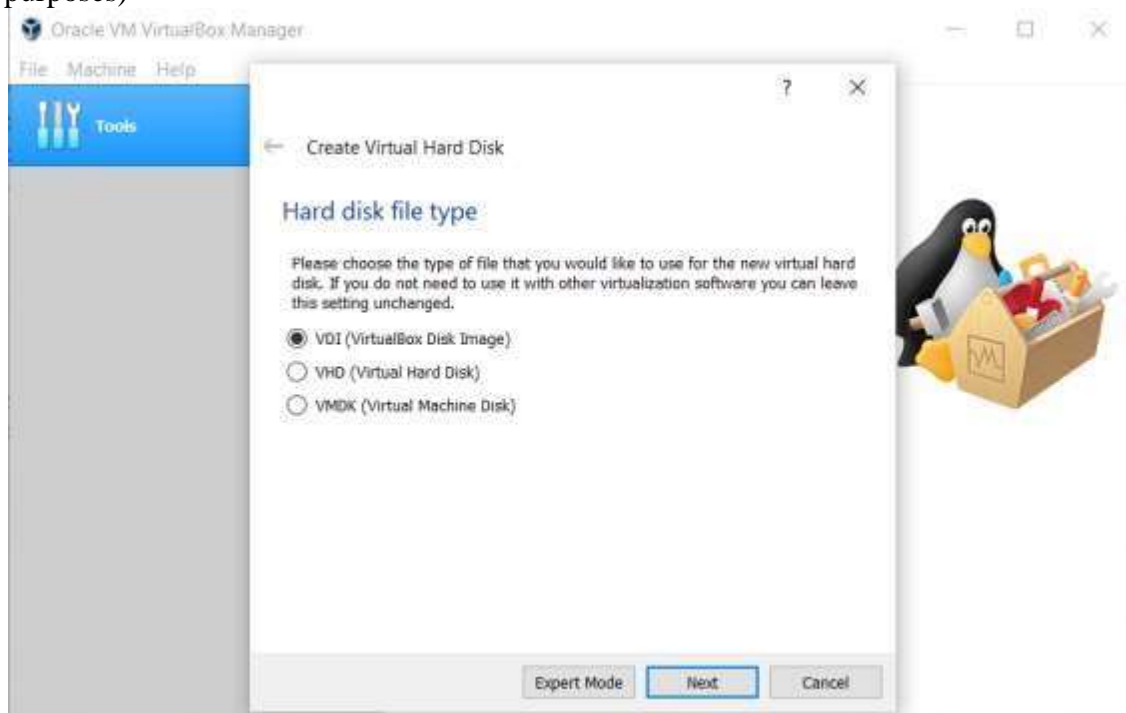 purposes)
Oracle VM VirtualBox Manager
File Machine Help
Tools
? 
Create Virtual Hard Disk
Hard disk file type
Please choose the type of file that you would like to use for the new virtual hard
disk. If you do not need to use it with other virtualization software you can leave
this setting unchanged.
VDI (VirtualBox Disk Image)
VHD (Virtual Hard Disk)
VMDK (Virtual Machine Disk)
Expert Mode Next Cancel